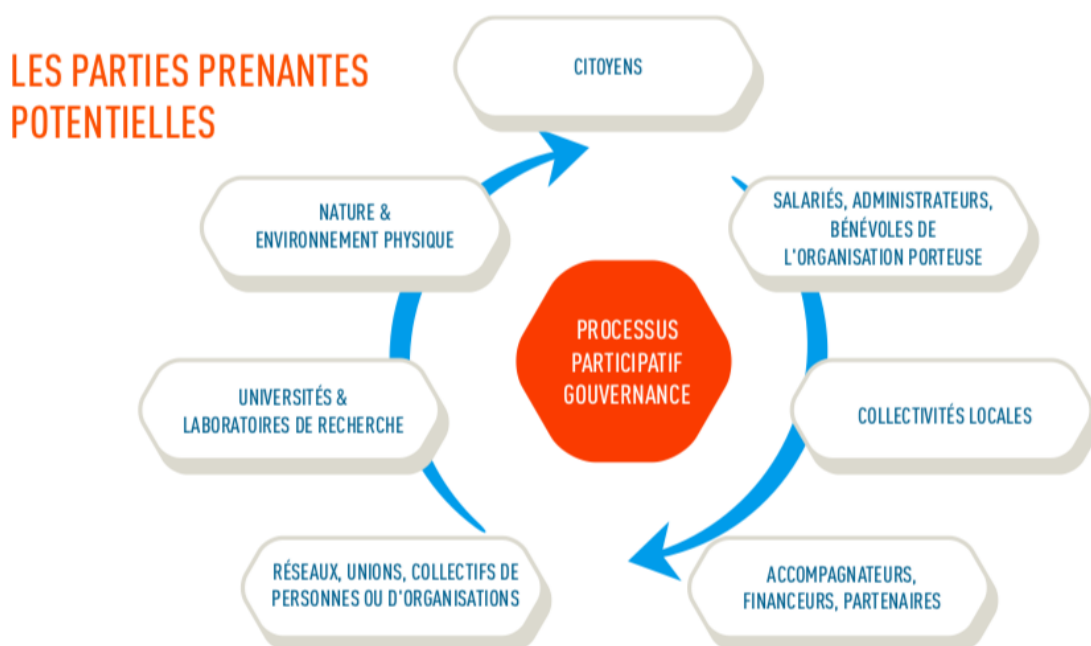 LES PARTIES PRENANTES
POTENTIELLES
CITOYENS
SALARIÉS, ADMINISTRATEURS,
BÉNÉVOLES DE
L'ORGANISATION PORTEUSE
COLLECTIVITÉS LOCALES
ACCOMPAGNATEURS,
FINANCEURS, PARTENAIRES
RÉSEAUX, UNIONS, COLLECTIFS DE
PERSONNES OU D'ORGANISATIONS
UNIVERSITÉS &
LABORATOIRES DE RECHERCHE
NATURE &
ENVIRONNEMENT PHYSIQUE
PROCESSUS
PARTICIPATIF
GOUVERNANCE